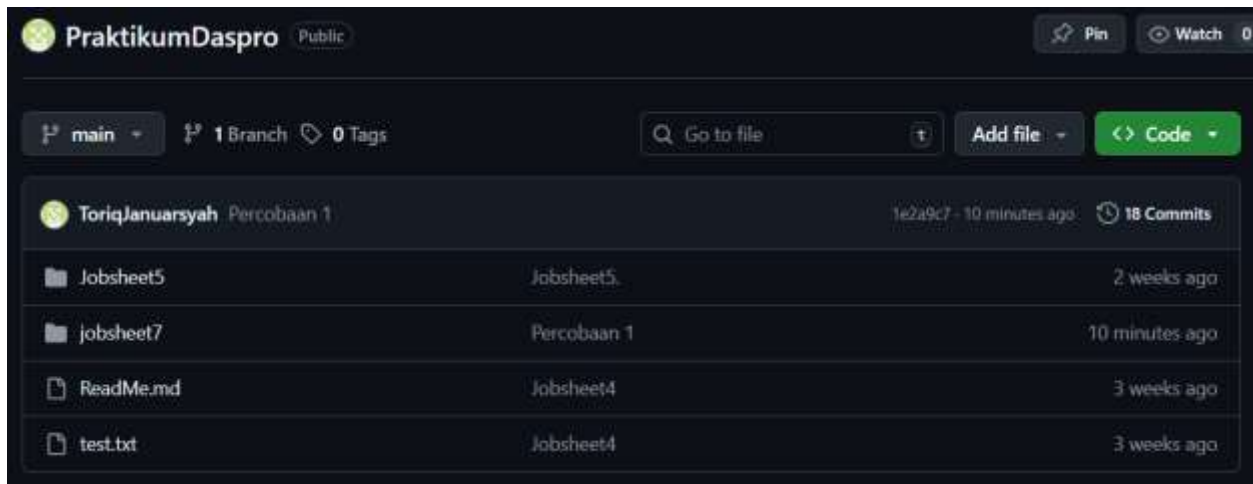 PraktikumDaspro Public Pin Watch 0
main 1 Branch 0 Tags Go to file t Add file <> Code
ToriqJanuarsyah Percobaan 1 1e2a9c7 · 10 minutes ago 18 Commits
Jobsheet5 Jobsheet5. 2 weeks ago
jobsheet7 Percobaan 1 10 minutes ago
ReadMe.md Jobsheet4 3 weeks ago
test.txt Jobsheet4 3 weeks ago